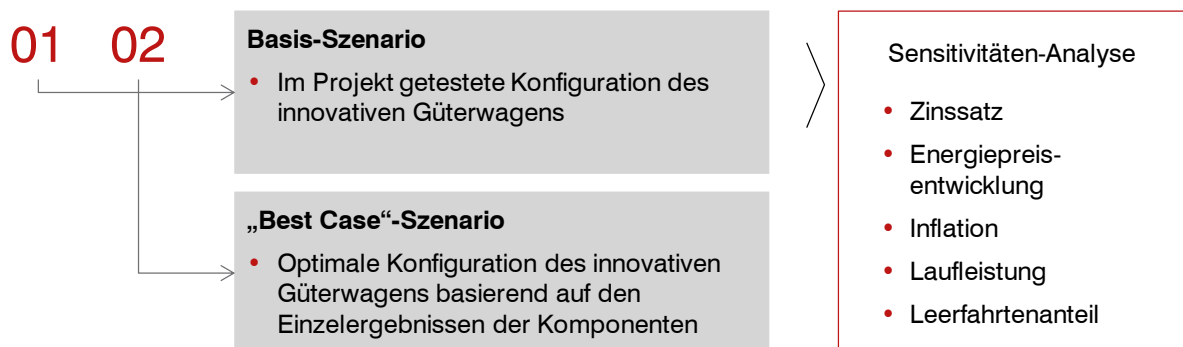 01 02
Basis-Szenario
• Im Projekt getestete Konfiguration des
innovativen Güterwagens
„Best Case“-Szenario
• Optimale Konfiguration des innovativen
Güterwagens basierend auf den
Einzelergebnissen der Komponenten
Sensitivitäten-Analyse
• Zinssatz
• Energiepreis-
entwicklung
• Inflation
• Laufleistung
• Leerfahrtenanteil